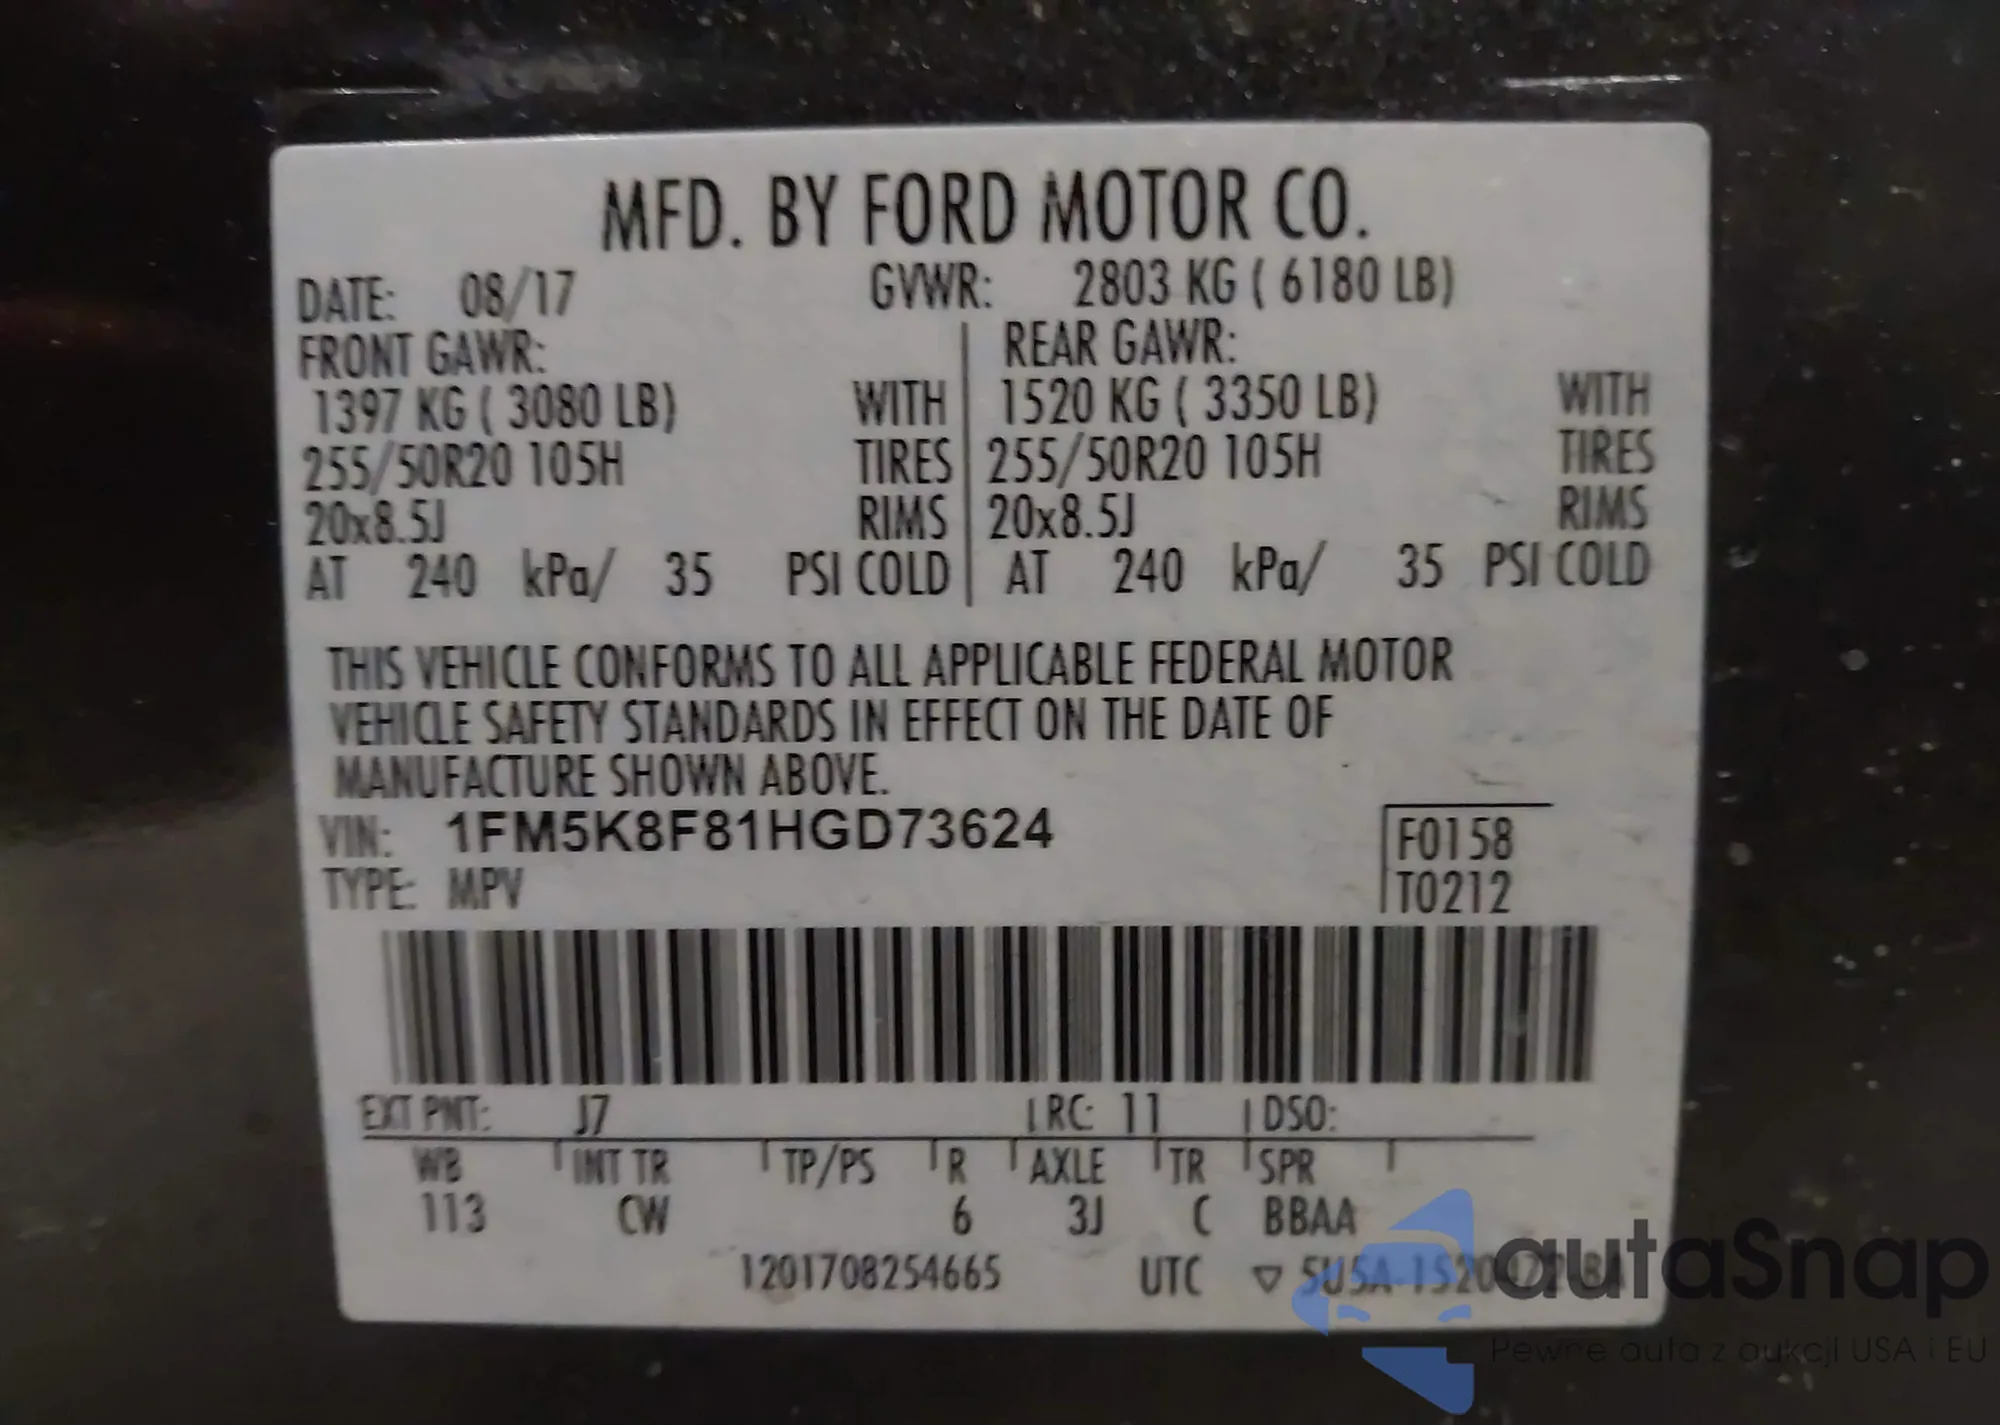 MFD. BY FORD MOTOR CO.
DATE: 08/17 GVWR: 2803 KG ( 6180 LB)
FRONT GAWR: REAR GAWR:
1397 KG ( 3080 LB) WITH 1520 KG ( 3350 LB) WITH
255/50R20 105H TIRES 255/50R20 105H TIRES
20x8.5J RIMS 20x8.5J RIMS
AT 240 kPa/ 35 PSI COLD AT 240 kPa/ 35 PSI COLD
THIS VEHICLE CONFORMS TO ALL APPLICABLE FEDERAL MOTOR
VEHICLE SAFETY STANDARDS IN EFFECT ON THE DATE OF
MANUFACTURE SHOWN ABOVE.
VIN: 1FM5K8F81HGD73624
F0158
TYPE: MPV
T0212
EXT PNT: J7 RC: 11 DSO:
WB INT TR TP/PS R AXLE TR SPR
113 CW 6 3J C BBAA
1201708254665 UTC
autaSnap
Pewne auta z aukcji USA i EU